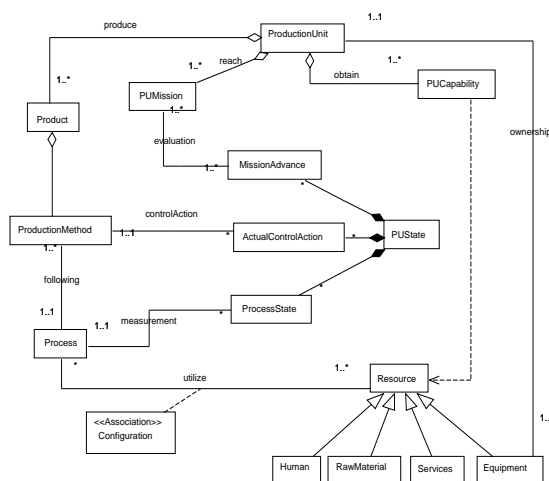 produce
ProductionUnit
1..1
1..*
reach
1..*
1..*
obtain
PUMission
1..*
PUCapability
Product
evaluation
ownership
1..*
MissionAdvance
*
controlAction
ProductionMethod
1..1
*
ActualControlAction
*
PUState
1..*
following
*
ProcessState
1..1
1..1
measurement
*
Process
*
utilize
1..*
Resource
<<Association>>
Configuration
1..
Human
RawMaterial
Services
Equipment